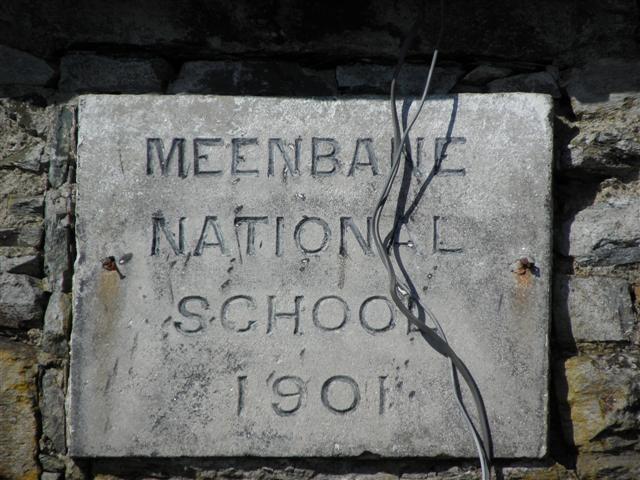 MEENBANE
NATIONAL
SCHOOL
1901